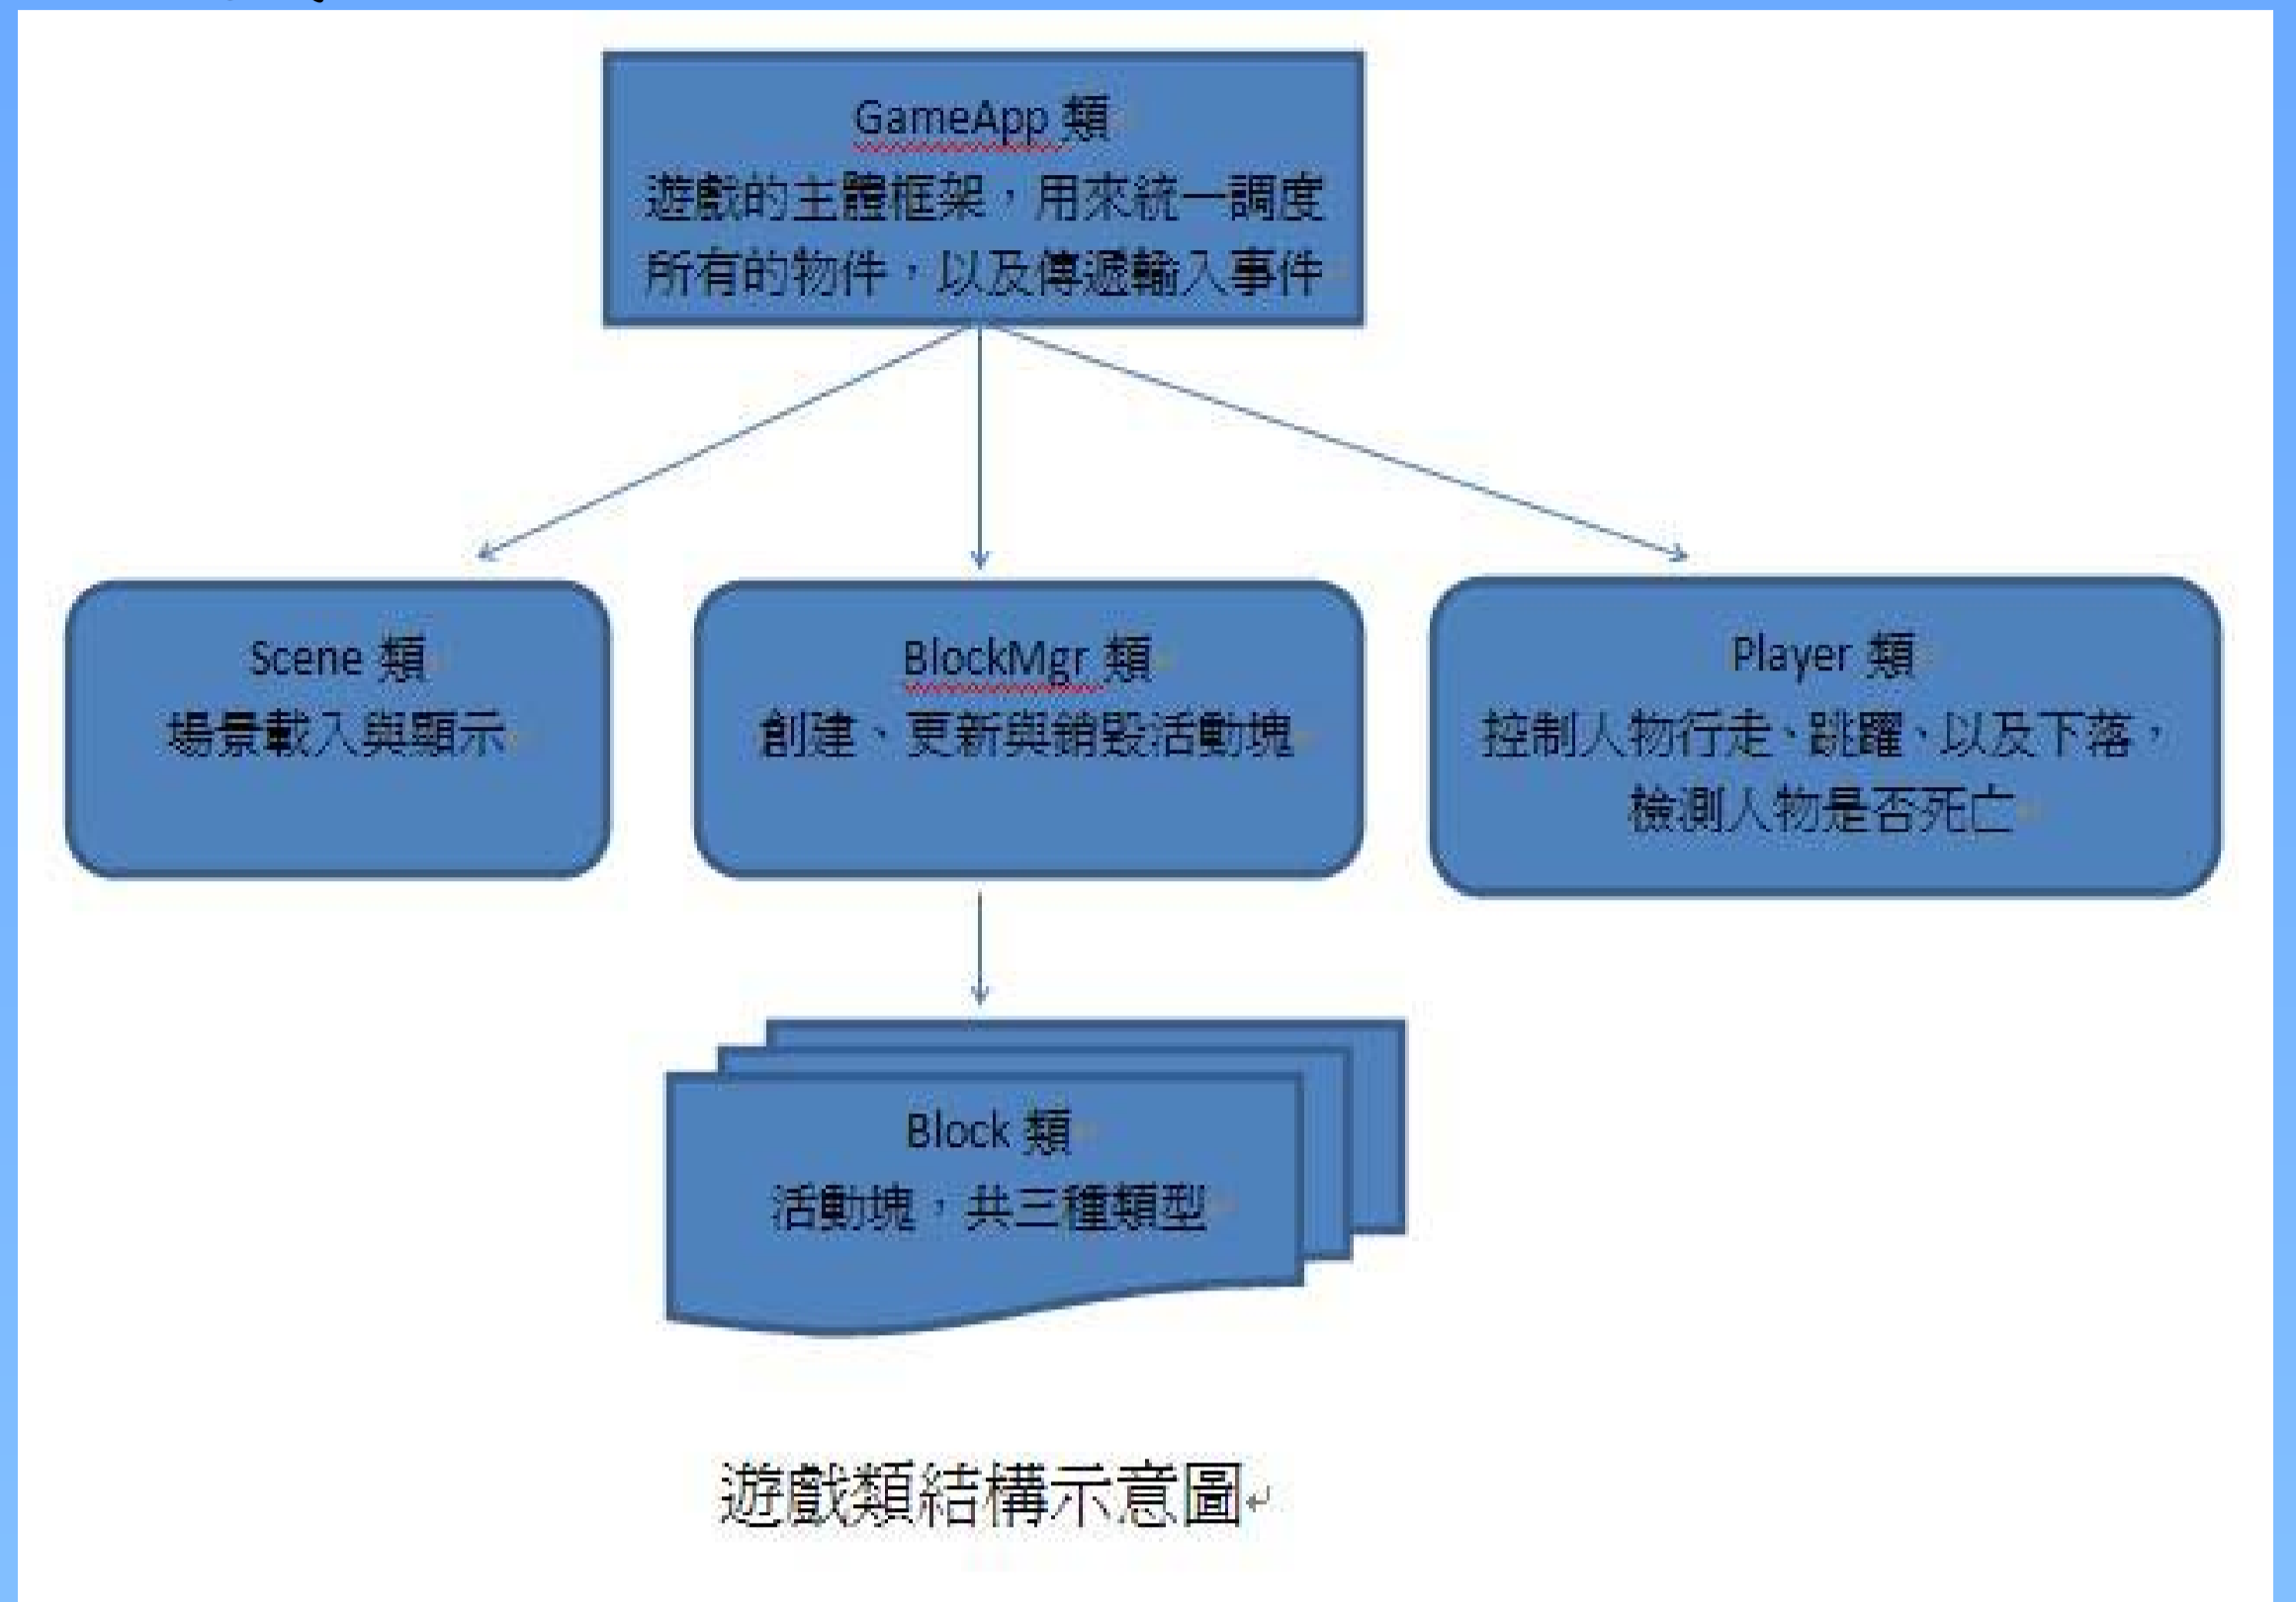 GameApp 類
遊戲的主體框架，用來統一調度
所有的物件，以及傳遞輸入事件
Scene 類
場景載入與顯示
BlockMgr 類
創建、更新與銷毀活動塊
Player 類
控制人物行走、跳躍、以及下落，
檢測人物是否死亡
Block 類
活動塊，共三種類型
遊戲類結構示意圖